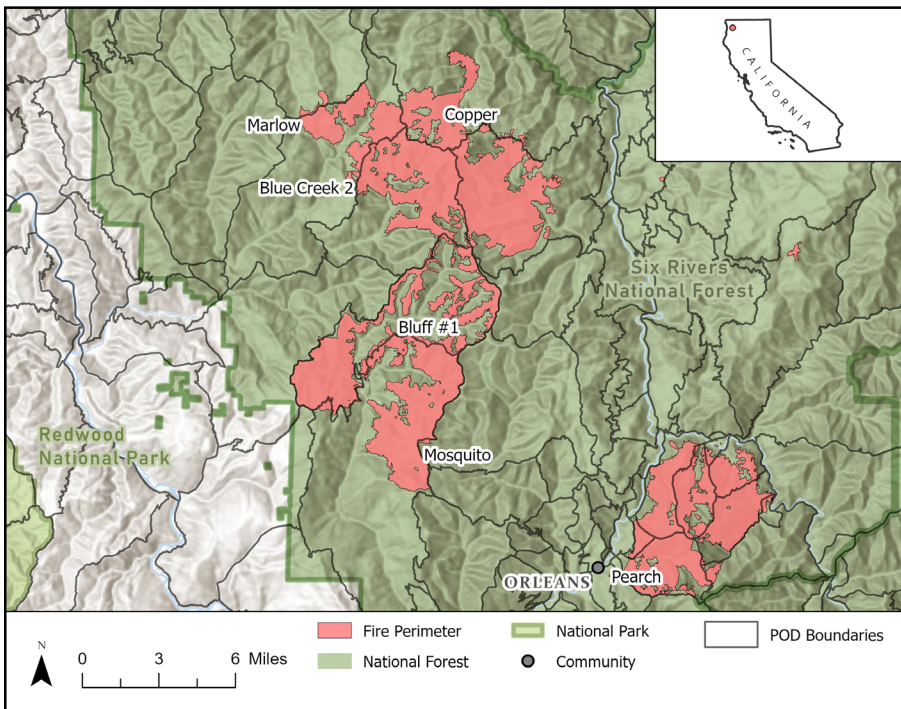 CALIFORNIA
Copper
Marlow
Blue Creek 2
Six Rivers
National Forest
Bluff #1
Redwood
National Park
Mosquito
ORLEANS
Pearch
N
0 3 6 Miles
Fire Perimeter
National Forest
National Park
Community
POD Boundaries